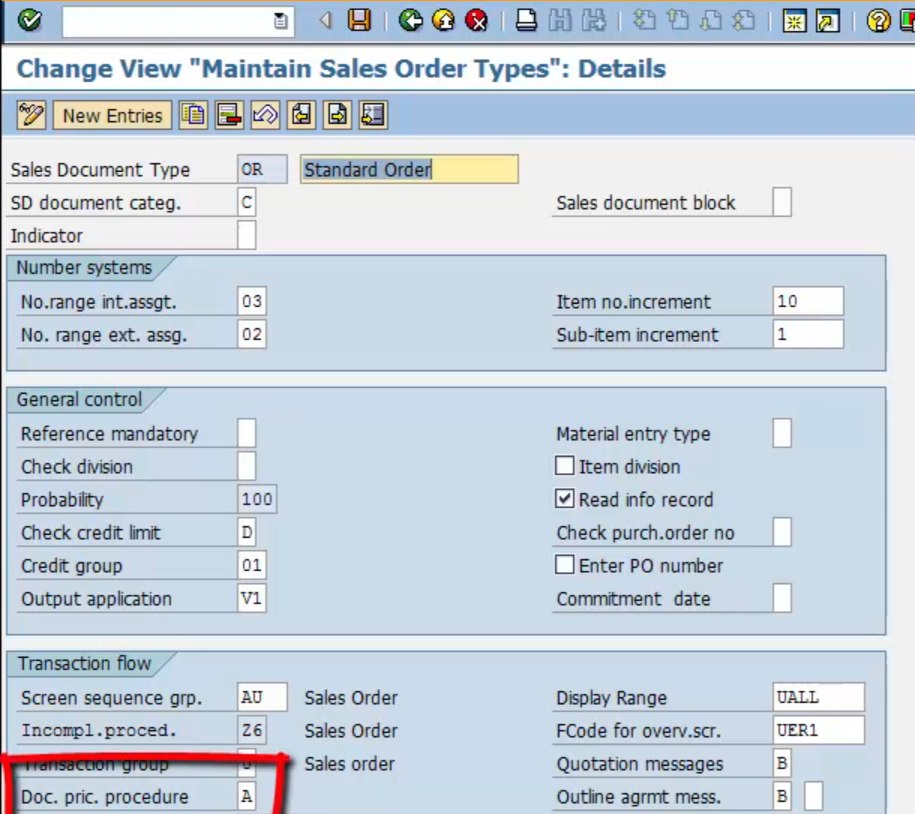 Change View "Maintain Sales Order Types": Details
New Entries
Sales Document Type OR Standard Order
SD document categ. C Sales document block
Indicator
Number systems
No.range int.assgt. 03 Item no.increment 10
No. range ext. assg. 02 Sub-item increment 1
General control
Reference mandatory Material entry type
Check division Item division
Probability 100 Read info record
Check credit limit D Check purch.order no
Credit group 01 Enter PO number
Output application V1 Commitment date
Transaction flow
Screen sequence grp. AU Sales Order Display Range UALL
Incompl.proced. Z6 Sales Order FCode for overv.scr. UER1
Transaction group Sales order Quotation messages B
Doc. pric. procedure A Outline agrmt mess. B